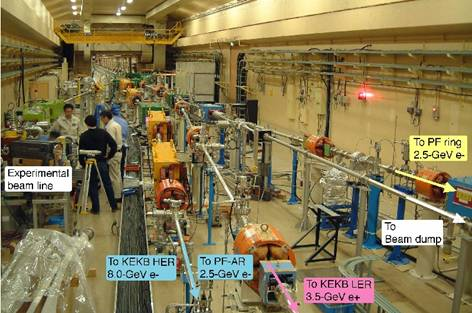 To PF ring
2.5-GeV e-
Experimental
beam line
To
Beam dump
To KEKB HER
8.0-GeV e-
To PF-AR
2.5-GeV e-
To KEKB LER
3.5-GeV e+